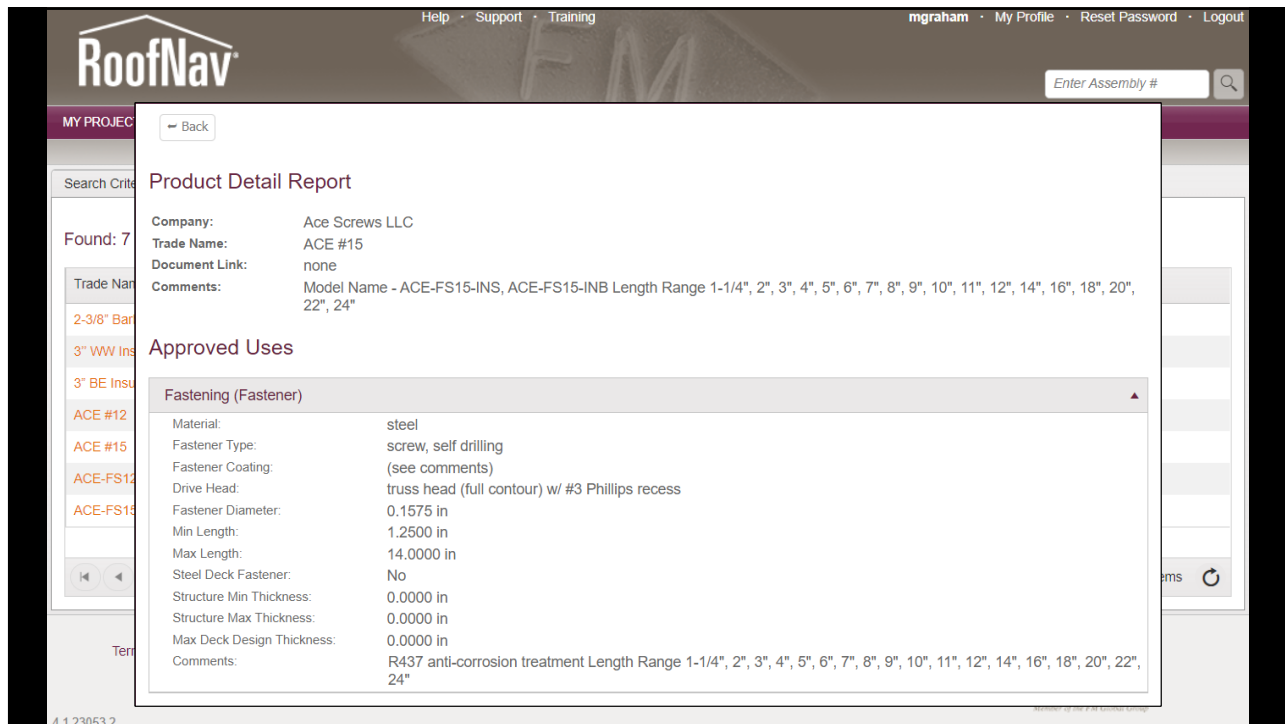 Help · Support · Training
mgraham · My Profile · Reset Password · Logout
RoofNav
Enter Assembly #
MY PROJEC
Back
Search Crite
Product Detail Report
Company: Ace Screws LLC
Found: 7
Trade Name: ACE #15
Document Link: none
Trade Nam
Comments: Model Name - ACE-FS15-INS, ACE-FS15-INB Length Range 1-1/4", 2", 3", 4", 5", 6", 7", 8", 9", 10", 11", 12", 14", 16", 18", 20",
22", 24"
2-3/8" Bar
3" WW Ins
Approved Uses
3" BE Insu
Fastening (Fastener)
ACE #12
Material: steel
ACE #15
Fastener Type: screw, self drilling
Fastener Coating: (see comments)
ACE-FS12
Drive Head: truss head (full contour) w/ #3 Phillips recess
ACE-FS15
Fastener Diameter: 0.1575 in
Min Length: 1.2500 in
Max Length: 14.0000 in
Steel Deck Fastener: No
ems
Structure Min Thickness: 0.0000 in
Structure Max Thickness: 0.0000 in
Max Deck Design Thickness: 0.0000 in
Terr
Comments: R437 anti-corrosion treatment Length Range 1-1/4", 2", 3", 4", 5", 6", 7", 8", 9", 10", 11", 12", 14", 16", 18", 20", 22",
24"
Member of the FM Global Group
4.1.23053.2